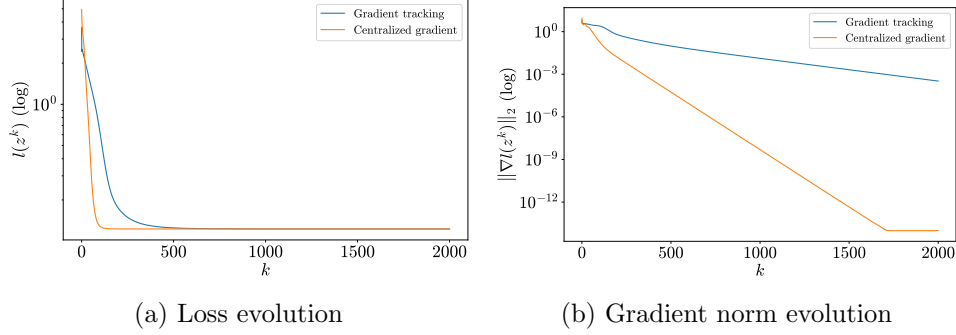 Gradient tracking
Centralized gradient
l(z^k) (log)
10^0
0
500
1000
1500
2000
k
(a) Loss evolution
Gradient tracking
Centralized gradient
||∇l(z^k)||_2 (log)
10^0
10^−3
10^−6
10^−9
10^−12
0
500
1000
1500
2000
k
(b) Gradient norm evolution